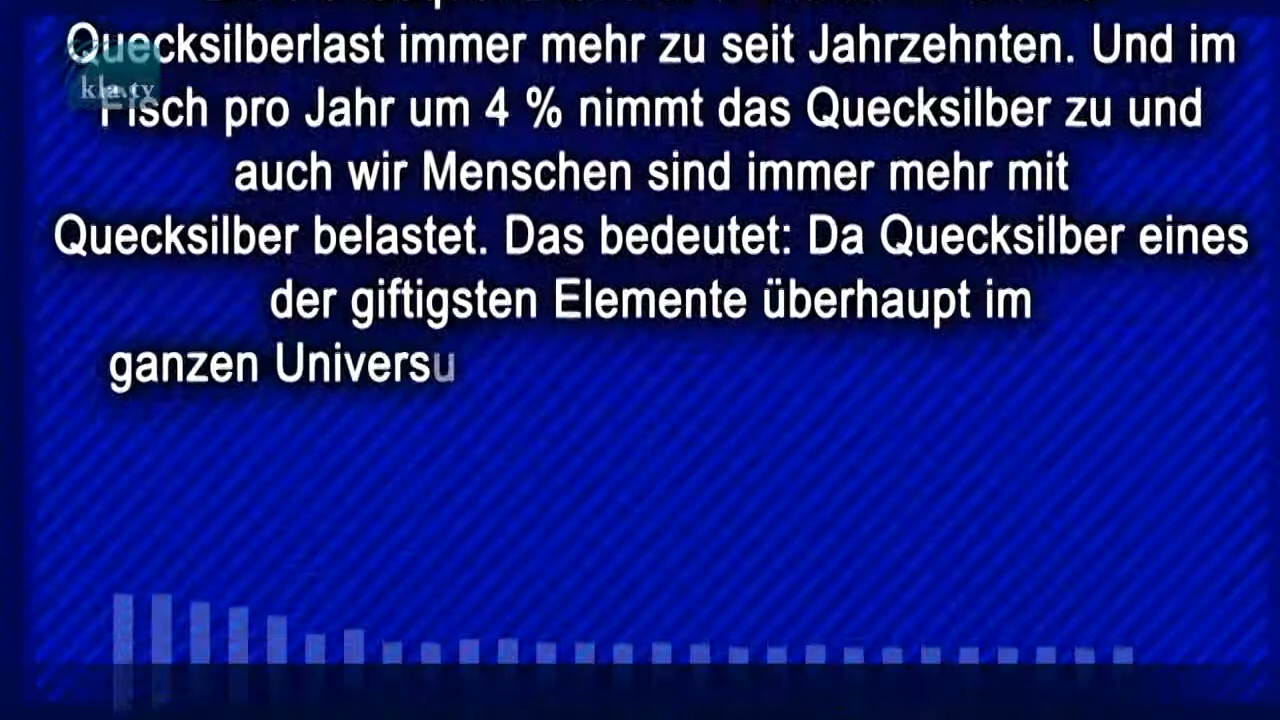 Quecksilberlast immer mehr zu seit Jahrzehnten. Und im
kla.tv
Fisch pro Jahr um 4 % nimmt das Quecksilber zu und
auch wir Menschen sind immer mehr mit
Quecksilber belastet. Das bedeutet: Da Quecksilber eines
der giftigsten Elemente überhaupt im
ganzen Universu